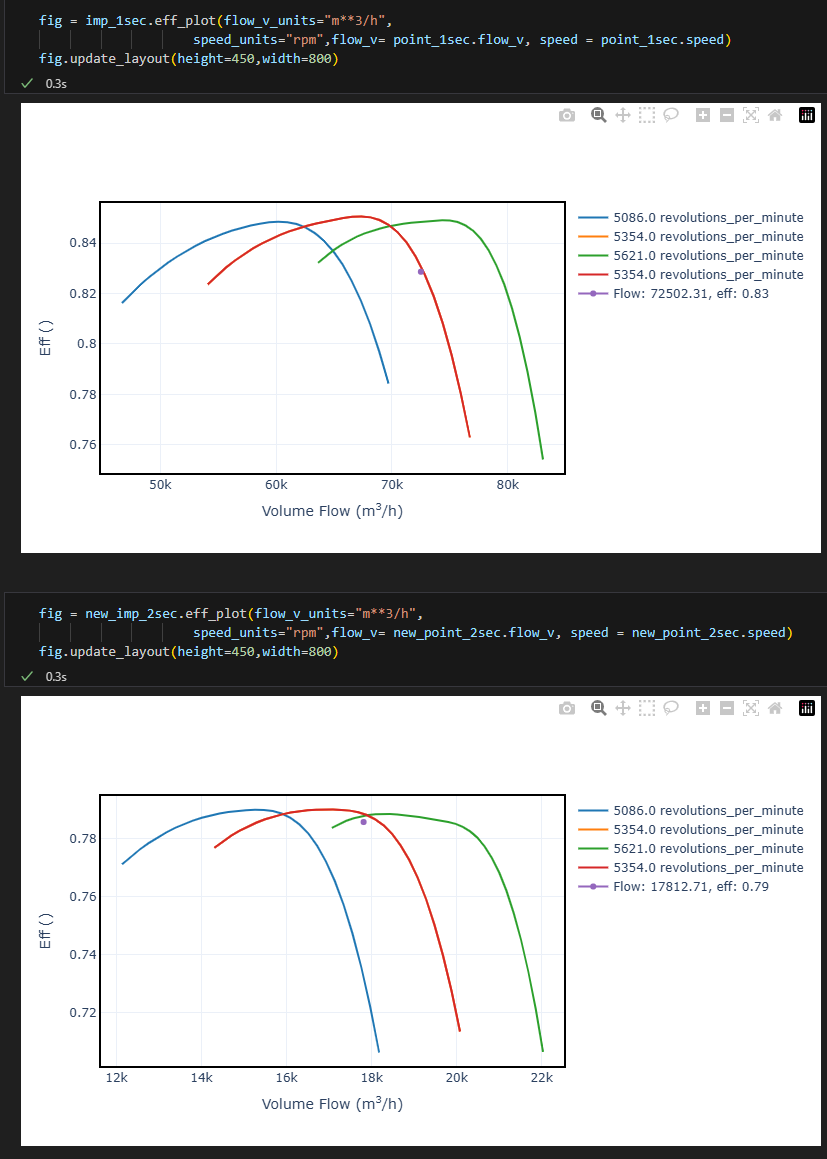 fig = imp_1sec.eff_plot(flow_v_units="m**3/h",
speed_units="rpm",flow_v= point_1sec.flow_v, speed = point_1sec.speed)
fig.update_layout(height=450,width=800)
0.3s
5086.0 revolutions_per_minute
5354.0 revolutions_per_minute
5621.0 revolutions_per_minute
5354.0 revolutions_per_minute
Flow: 72502.31, eff: 0.83
0.84
0.82
0.8
0.78
0.76
Eff ( )
50k 60k 70k 80k
Volume Flow (m³/h)
fig = new_imp_2sec.eff_plot(flow_v_units="m**3/h",
speed_units="rpm",flow_v= new_point_2sec.flow_v, speed = new_point_2sec.speed)
fig.update_layout(height=450,width=800)
0.3s
5086.0 revolutions_per_minute
5354.0 revolutions_per_minute
5621.0 revolutions_per_minute
5354.0 revolutions_per_minute
Flow: 17812.71, eff: 0.79
0.78
0.76
0.74
0.72
Eff ( )
12k 14k 16k 18k 20k 22k
Volume Flow (m³/h)